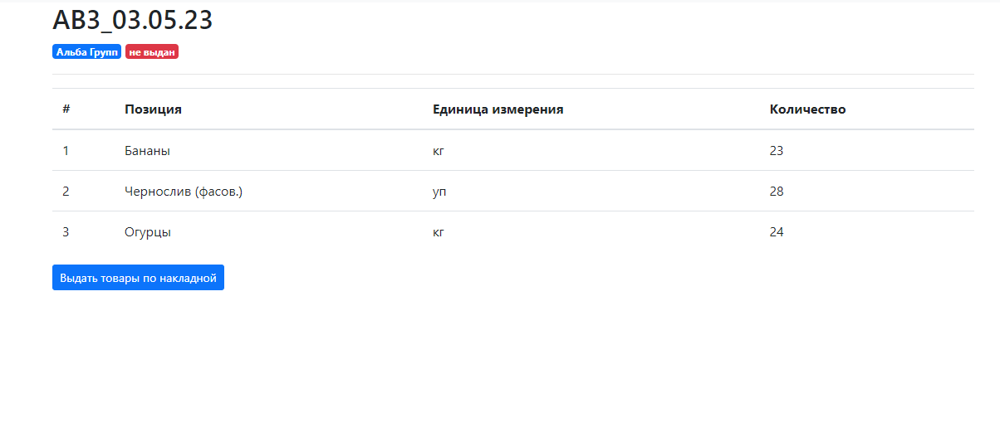 АВЗ_03.05.23
Альба Групп не выдан
# Позиция Единица измерения Количество
1 Бананы кг 23
2 Чернослив (фасов.) уп 28
3 Огурцы кг 24
Выдать товары по накладной